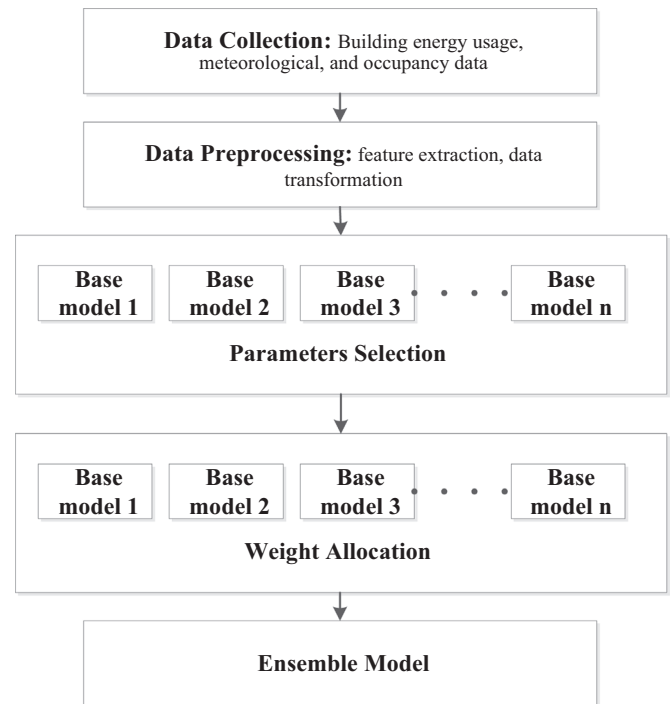 Data Collection: Building energy usage,
meteorological, and occupancy data
Data Preprocessing: feature extraction, data
transformation
Base
model 1
Base
model 2
Base
model 3
. . . .
Base
model n
Parameters Selection
Base
model 1
Base
model 2
Base
model 3
. . . .
Base
model n
Weight Allocation
Ensemble Model